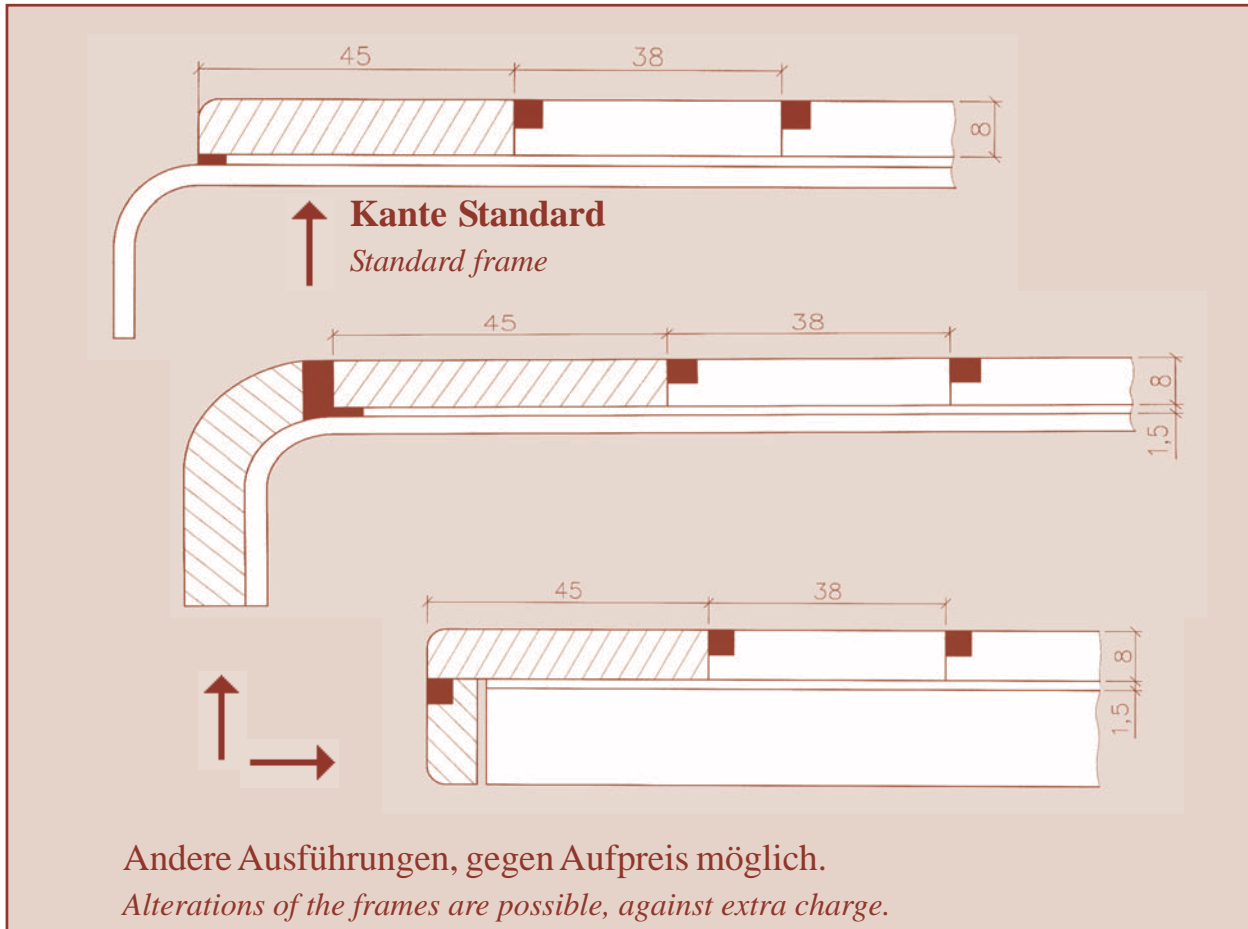 45 38
8
Kante Standard
Standard frame
45 38
8
1,5
45 38
8
1,5
Andere Ausführungen, gegen Aufpreis möglich.
Alterations of the frames are possible, against extra charge.